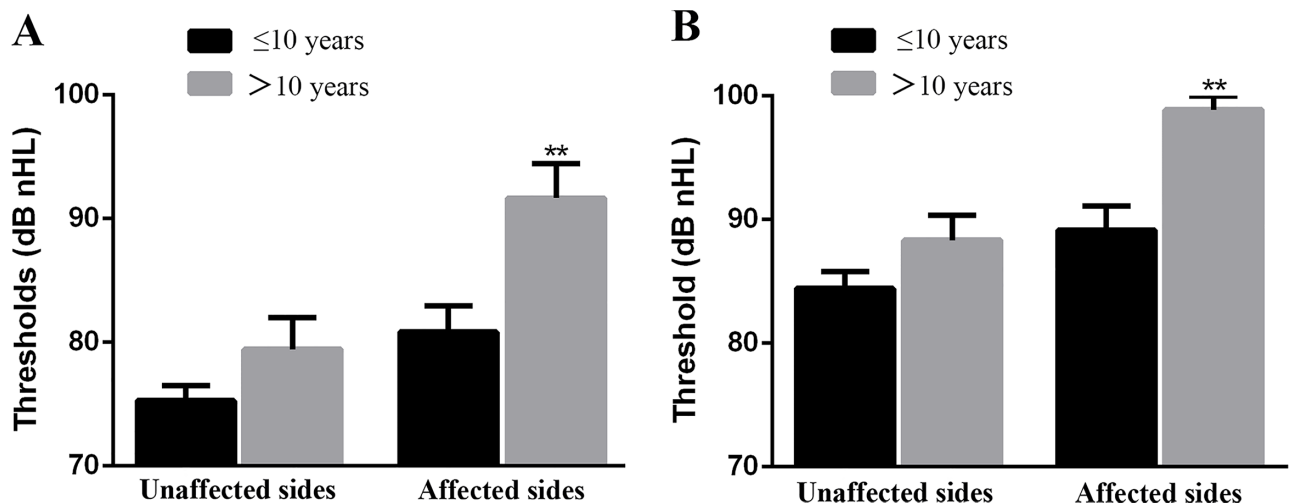 A
≤10 years
＞10 years
Thresholds (dB nHL)
100
90
80
70
**
Unaffected sides
Affected sides
B
≤10 years
＞10 years
Threshold (dB nHL)
100
90
80
70
**
Unaffected sides
Affected sides